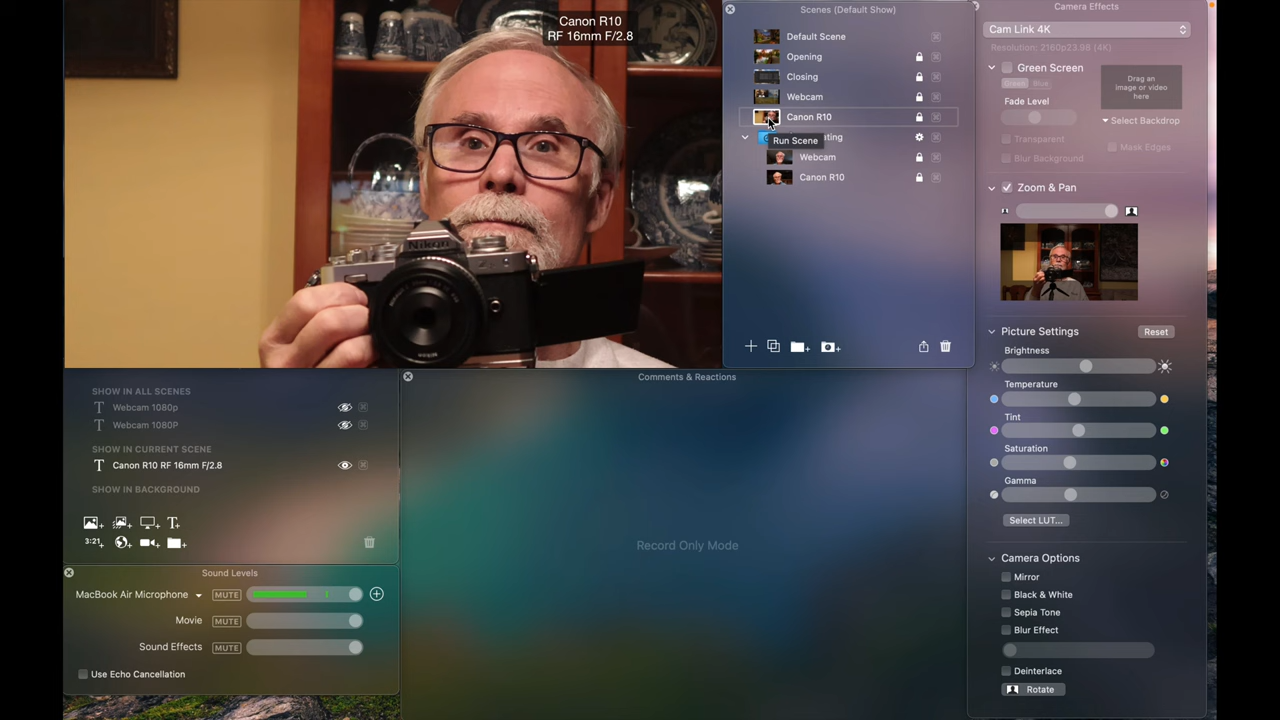 Canon R10
RF 16mm F/2.8
Nikon
Scenes (Default Show)
Default Scene
Opening
Closing
Webcam
Canon R10
ating
Run Scene
Webcam
Canon R10
Camera Effects
Cam Link 4K
Resolution: 2160p23.98 (4K)
Green Screen
Green Blue
Drag an image or video here
Fade Level
Select Backdrop
Transparent
Mask Edges
Blur Background
Zoom & Pan
Picture Settings
Reset
Brightness
Temperature
Tint
Saturation
Gamma
Select LUT...
Camera Options
Mirror
Black & White
Sepia Tone
Blur Effect
Deinterlace
Rotate
SHOW IN ALL SCENES
Webcam 1080p
Webcam 1080P
SHOW IN CURRENT SCENE
Canon R10 RF 16mm F/2.8
SHOW IN BACKGROUND
3:21+
Sound Levels
MacBook Air Microphone
MUTE
Movie
MUTE
Sound Effects
MUTE
Use Echo Cancellation
Comments & Reactions
Record Only Mode